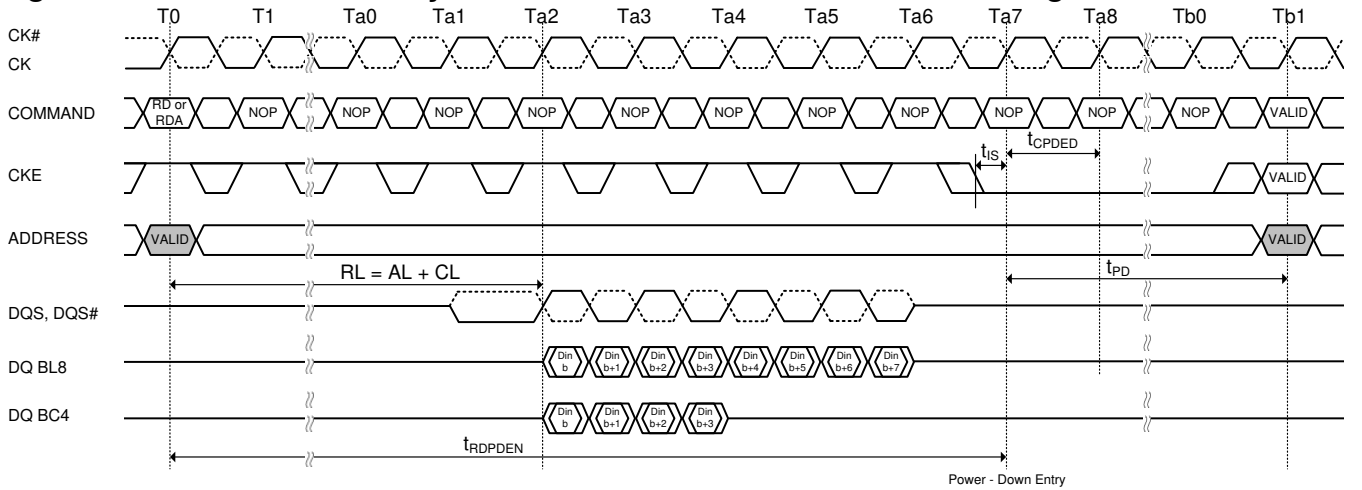 T0 T1 Ta0 Ta1 Ta2 Ta3 Ta4 Ta5 Ta6 Ta7 Ta8 Tb0 Tb1
CK#
CK
COMMAND RD or RDA NOP NOP NOP NOP NOP NOP NOP NOP NOP NOP NOP VALID
tIS tCPDED
CKE VALID
ADDRESS VALID VALID
RL = AL + CL tPD
DQS, DQS#
DQ BL8 Din b Din b+1 Din b+2 Din b+3 Din b+4 Din b+5 Din b+6 Din b+7
DQ BC4 Din b Din b+1 Din b+2 Din b+3
tRDPDEN
Power - Down Entry